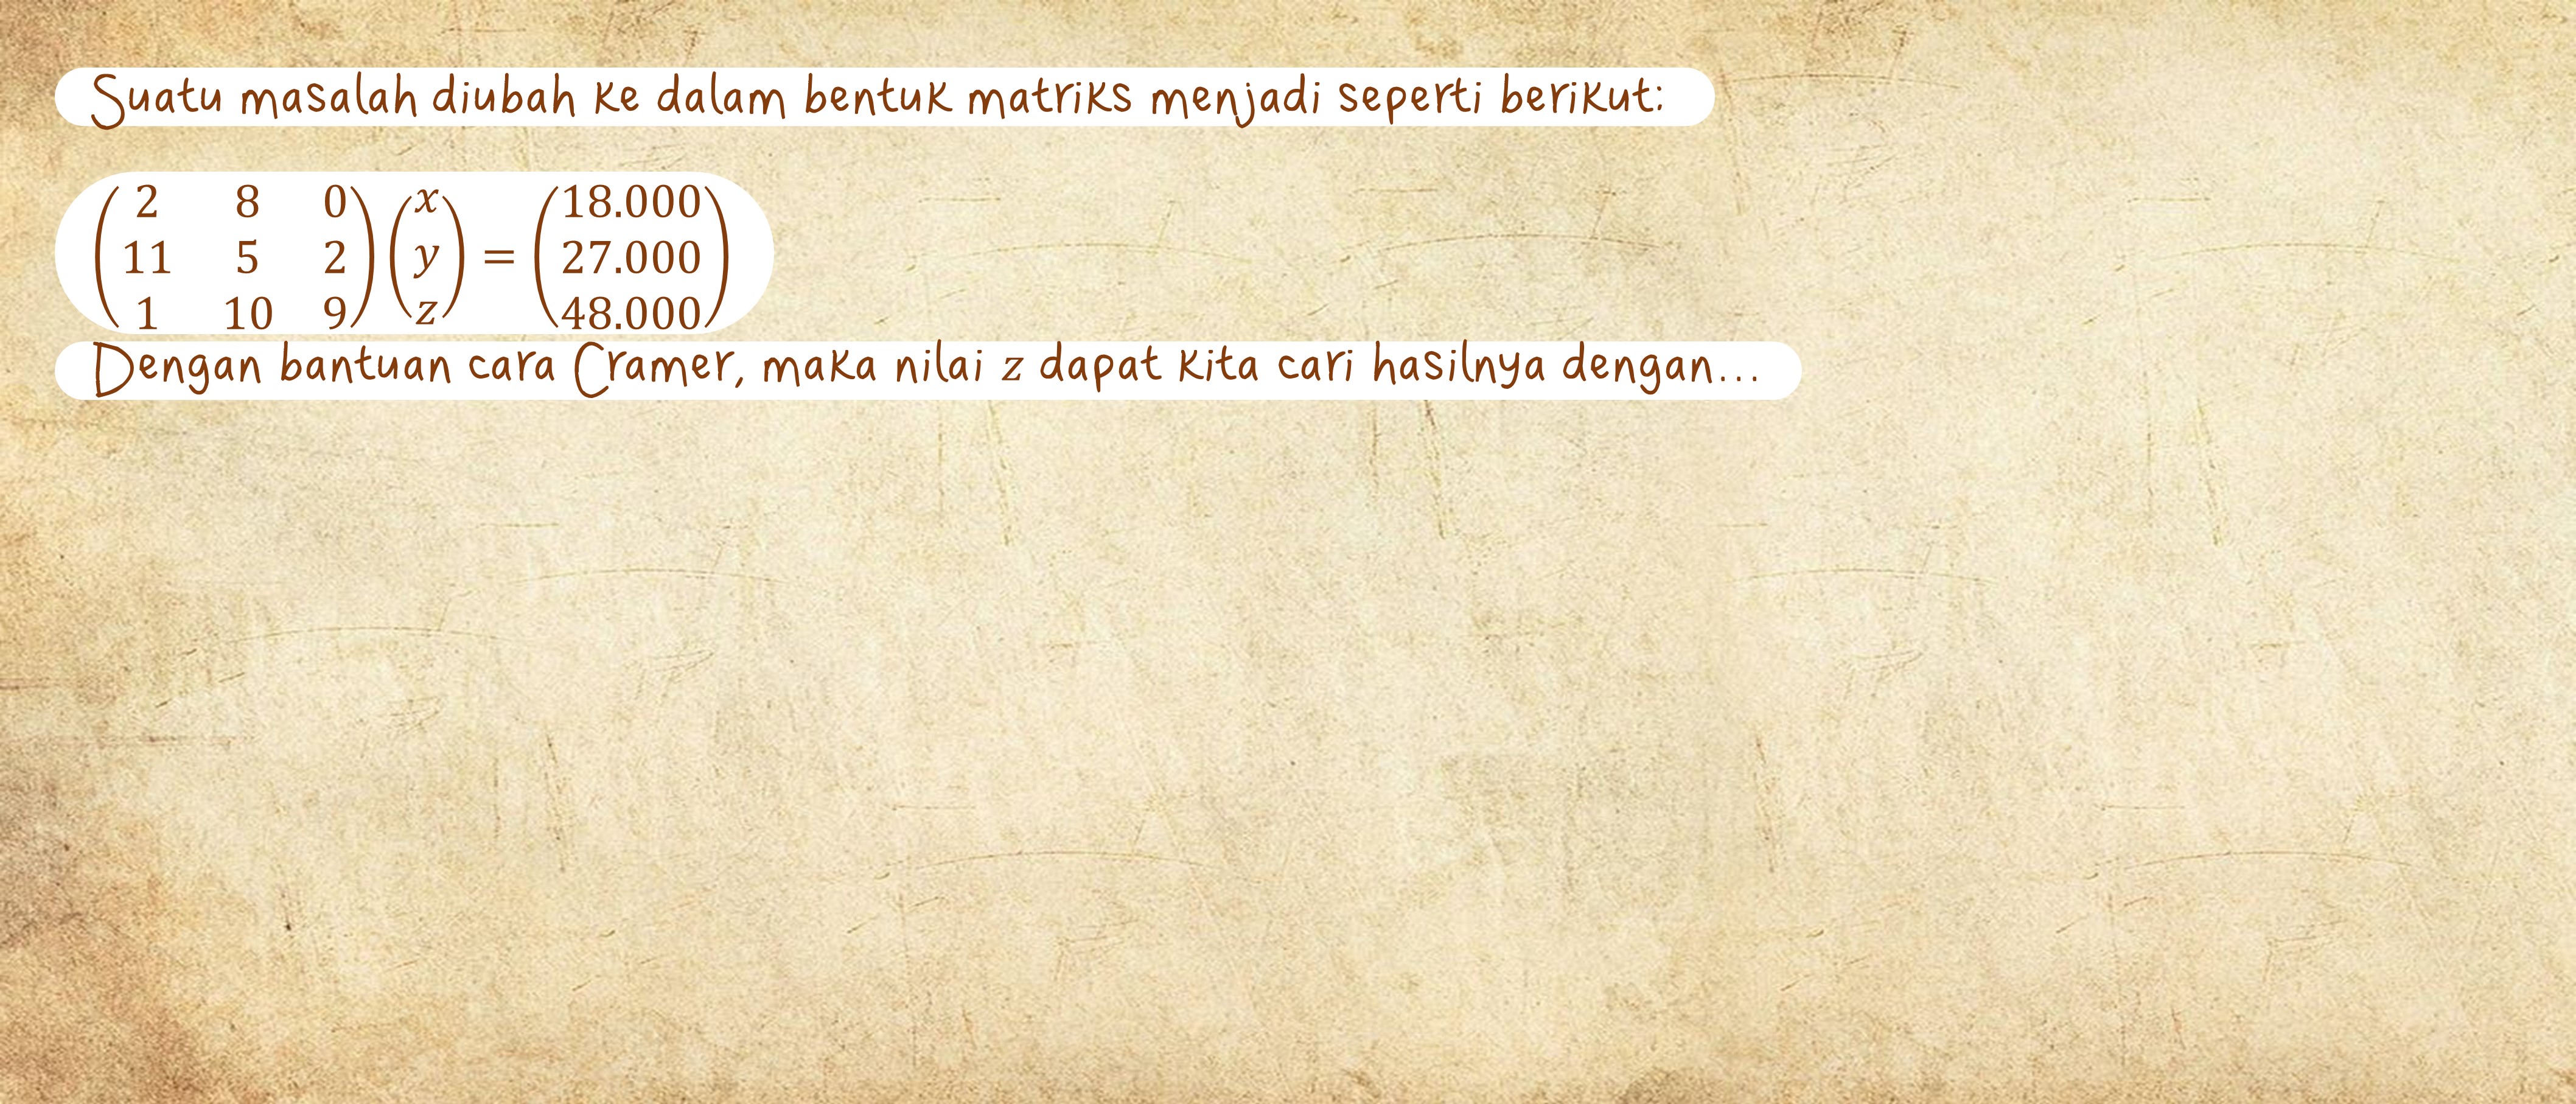 Suatu masalah diubah ke dalam bentuk matriks menjadi seperti berikut:
(2 8 0) (x) (18.000)
(11 5 2) (y) = (27.000)
(1 10 9) (z) (48.000)
Dengan bantuan cara Cramer, maka nilai z dapat kita cari hasilnya dengan...